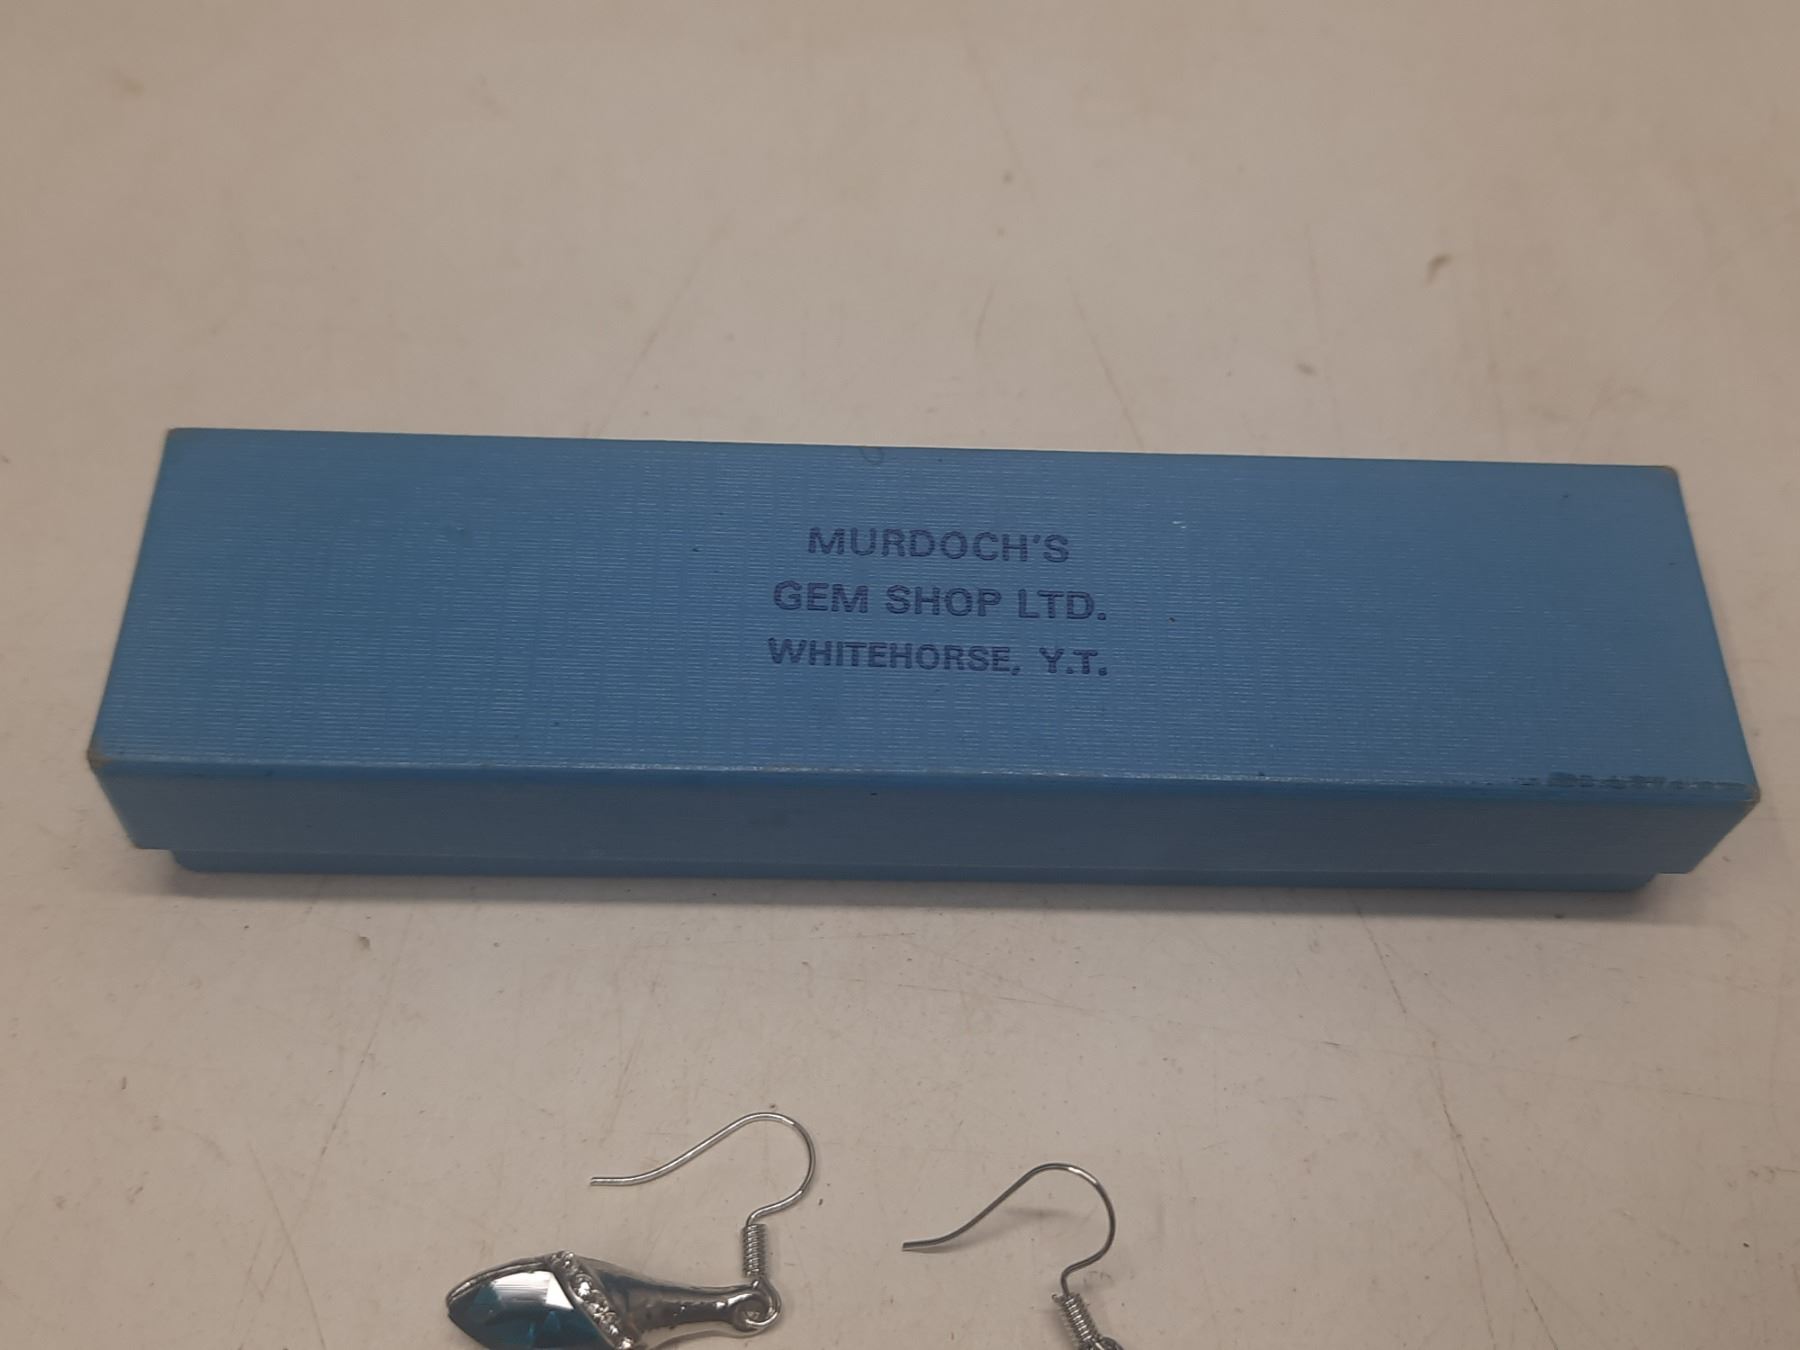 MURDOCH'S
GEM SHOP LTD.
WHITEHORSE, Y.T.